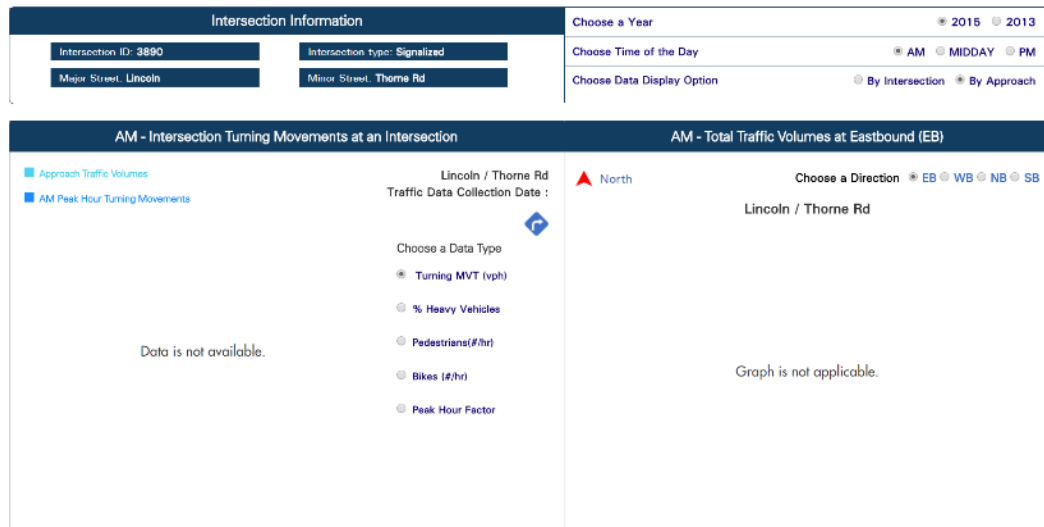 Intersection Information
Intersection ID: 3890
Intersection type: Signalized
Major Street. Lincoln
Minor Street. Thorne Rd
Choose a Year
2015 2013
Choose Time of the Day
AM MIDDAY PM
Choose Data Display Option
By Intersection By Approach
AM - Intersection Turning Movements at an Intersection
Approach Traffic Volumes
AM Peak Hour Turning Movements
Lincoln / Thorne Rd
Traffic Data Collection Date :
Choose a Data Type
Turning MVT (vph)
% Heavy Vehicles
Pedestrians(#/hr)
Bikes (#/hr)
Peak Hour Factor
Data is not available.
AM - Total Traffic Volumes at Eastbound (EB)
North
Choose a Direction EB WB NB SB
Lincoln / Thorne Rd
Graph is not applicable.